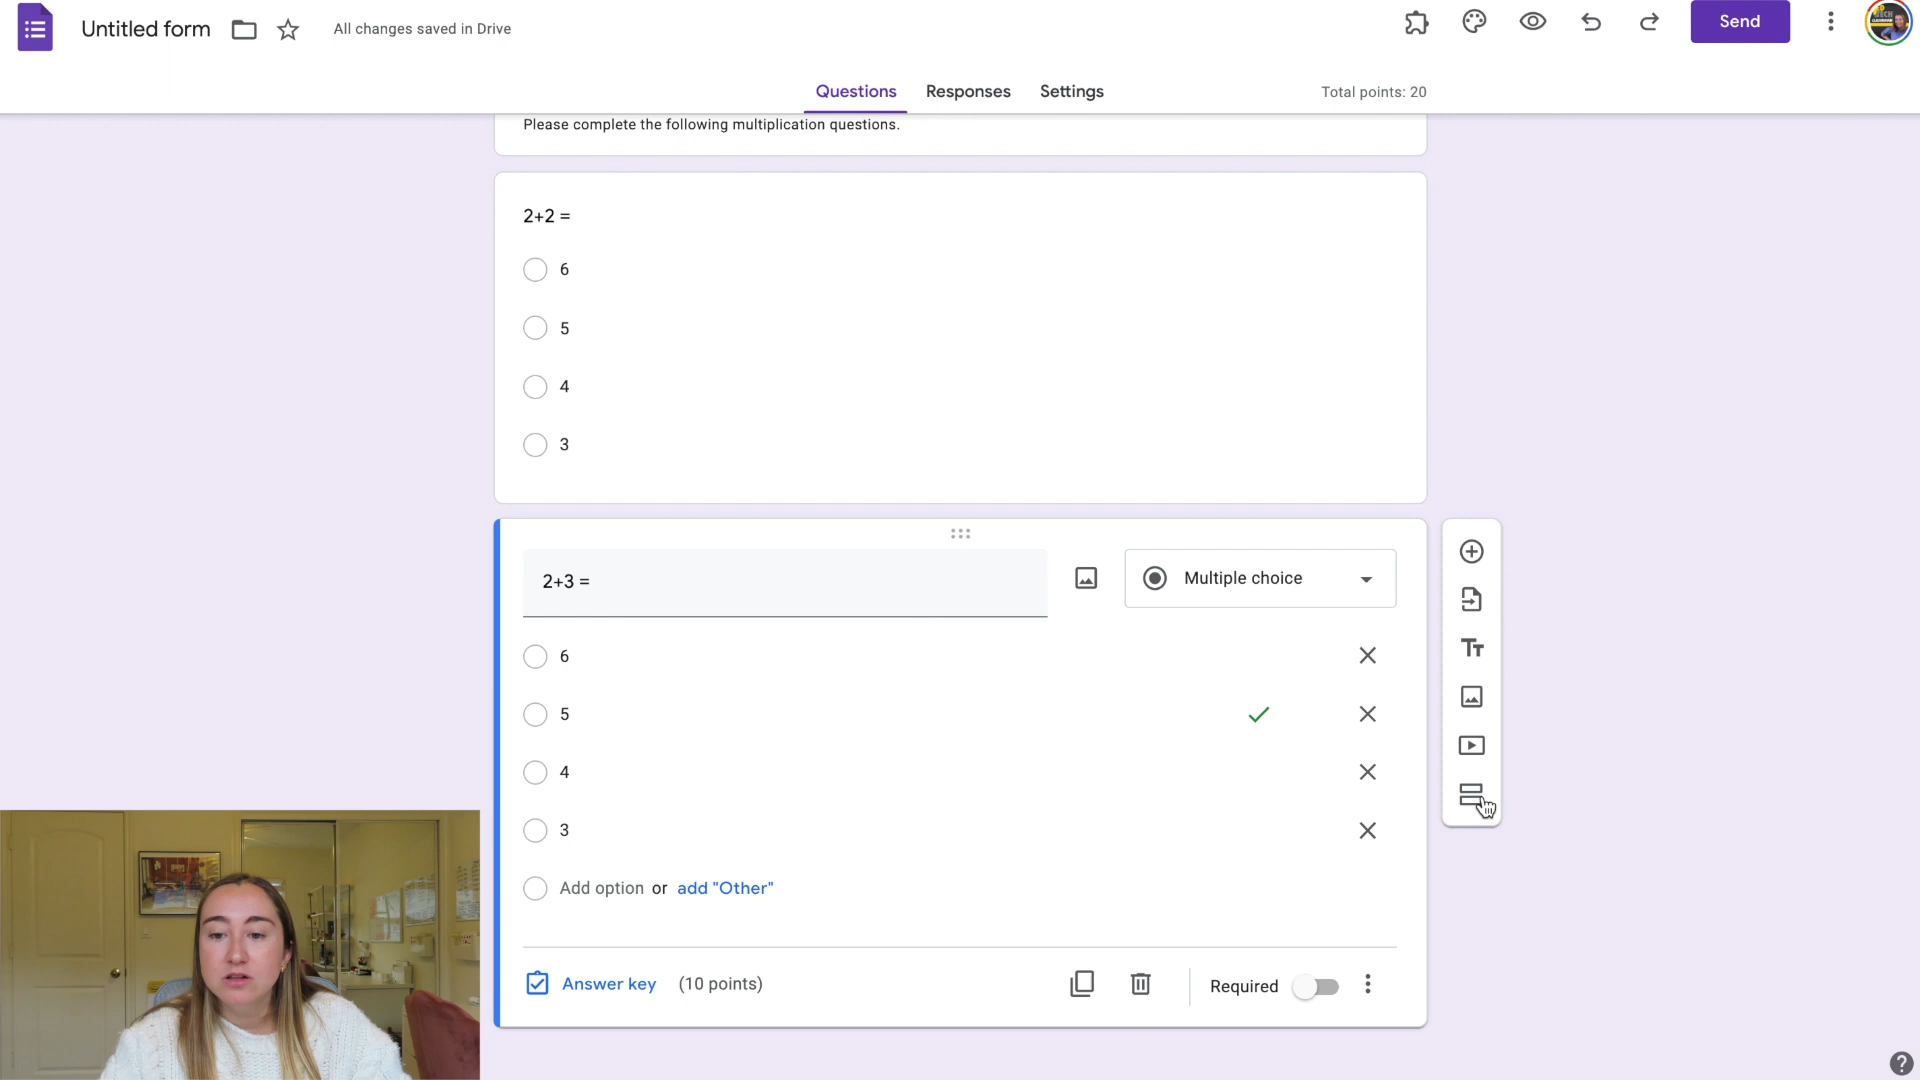 Untitled form
All changes saved in Drive
Send
Questions
Responses
Settings
Total points: 20
Please complete the following multiplication questions.
2+2 =
6
5
4
3
2+3 =
Multiple choice
6
5
4
3
Add option or add "Other"
Answer key (10 points)
Required